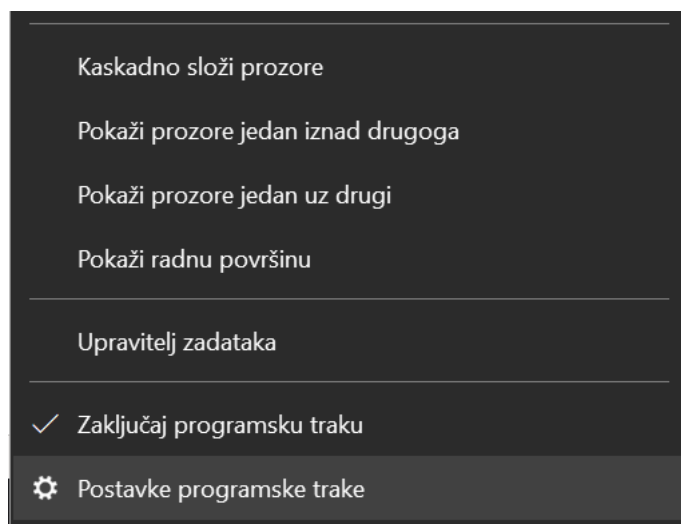 Kaskadno složi prozore
Pokaži prozore jedan iznad drugoga
Pokaži prozore jedan uz drugi
Pokaži radnu površinu
Upravitelj zadataka
Zaključaj programsku traku
Postavke programske trake